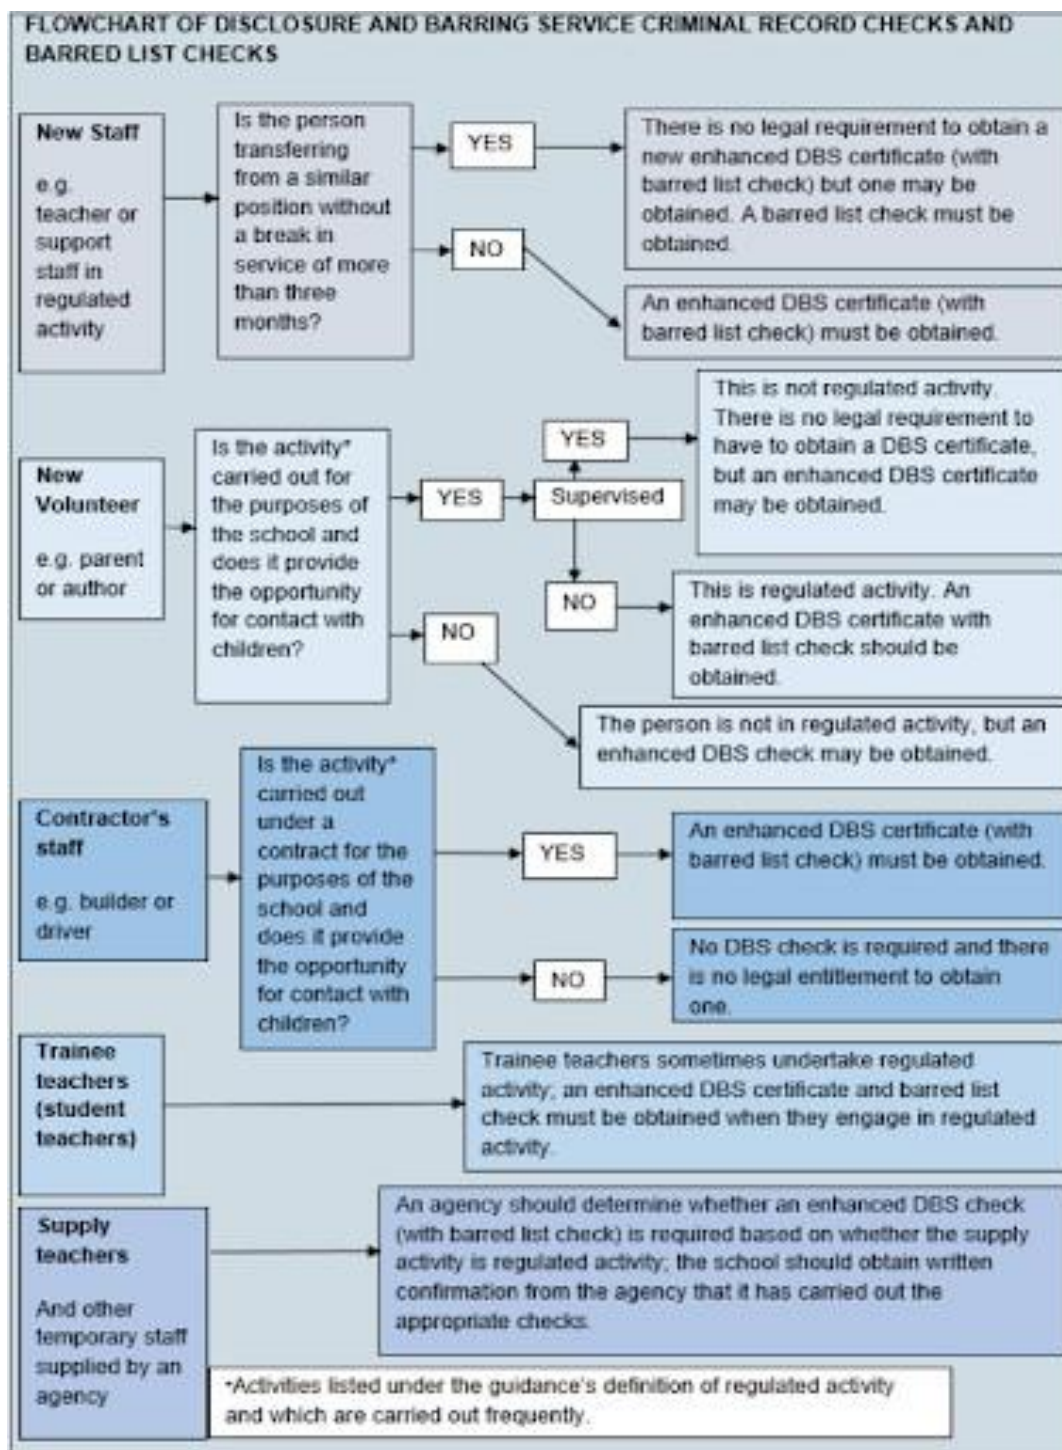 FLOWCHART OF DISCLOSURE AND BARRING SERVICE CRIMINAL RECORD CHECKS AND
BARRED LIST CHECKS
New Staff
e.g.
teacher or
support
staff in
regulated
activity
Is the person
transferring
from a similar
position without
a break in
service of more
than three
months?
YES
NO
There is no legal requirement to obtain a
new enhanced DBS certificate (with
barred list check) but one may be
obtained. A barred list check must be
obtained.
An enhanced DBS certificate (with
barred list check) must be obtained.
New
Volunteer
e.g. parent
or author
Is the activity*
carried out for
the purposes of
the school and
does it provide
the opportunity
for contact with
children?
YES
NO
YES
Supervised
NO
This is not regulated activity.
There is no legal requirement to
have to obtain a DBS certificate,
but an enhanced DBS certificate
may be obtained.
This is regulated activity. An
enhanced DBS certificate with
barred list check should be
obtained.
The person is not in regulated activity, but an
enhanced DBS check may be obtained.
Contractor's
staff
e.g. builder or
driver
Is the activity*
carried out
under a
contract for the
purposes of the
school and
does it provide
the opportunity
for contact with
children?
YES
NO
An enhanced DBS certificate (with
barred list check) must be obtained.
No DBS check is required and there
is no legal entitlement to obtain
one.
Trainee
teachers
(student
teachers)
Trainee teachers sometimes undertake regulated
activity; an enhanced DBS certificate and barred list
check must be obtained when they engage in regulated
activity.
Supply
teachers
And other
temporary staff
supplied by an
agency
An agency should determine whether an enhanced DBS check
(with barred list check) is required based on whether the supply
activity is regulated activity; the school should obtain written
confirmation from the agency that it has carried out the
appropriate checks.
*Activities listed under the guidance's definition of regulated activity
and which are carried out frequently.